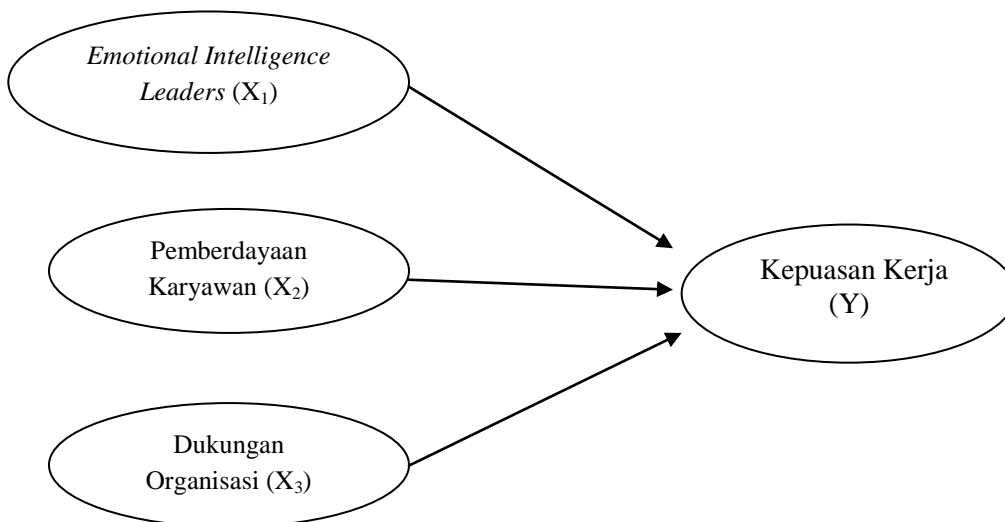 Emotional Intelligence
Leaders (X₁)
Pemberdayaan
Karyawan (X₂)
Kepuasan Kerja
(Y)
Dukungan
Organisasi (X₃)